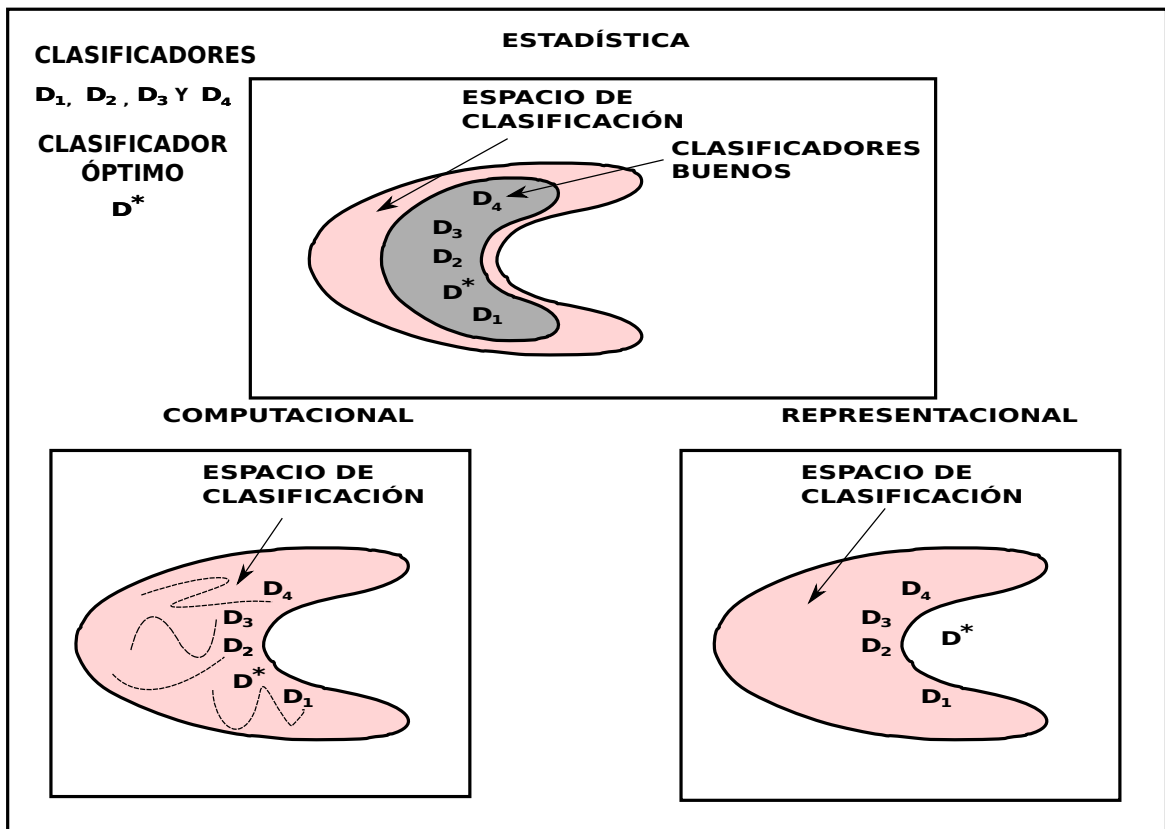 CLASIFICADORES
D₁, D₂, D₃ Y D₄
CLASIFICADOR
ÓPTIMO
D*
ESTADÍSTICA
ESPACIO DE
CLASIFICACIÓN
CLASIFICADORES
BUENOS
D₄
D₃
D₂
D*
D₁
COMPUTACIONAL
ESPACIO DE
CLASIFICACIÓN
D₄
D₃
D₂
D*
D₁
REPRESENTACIONAL
ESPACIO DE
CLASIFICACIÓN
D₄
D₃
D*
D₂
D₁